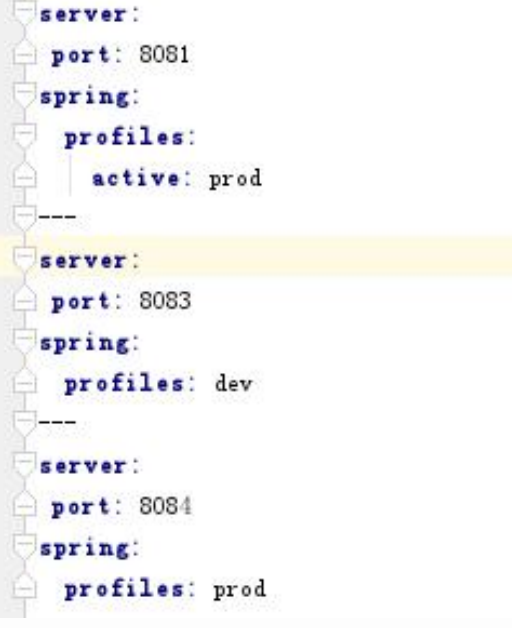 server:
 port: 8081
spring:
  profiles:
    active: prod
---
server:
 port: 8083
spring:
  profiles: dev
---
server:
 port: 8084
spring:
  profiles: prod